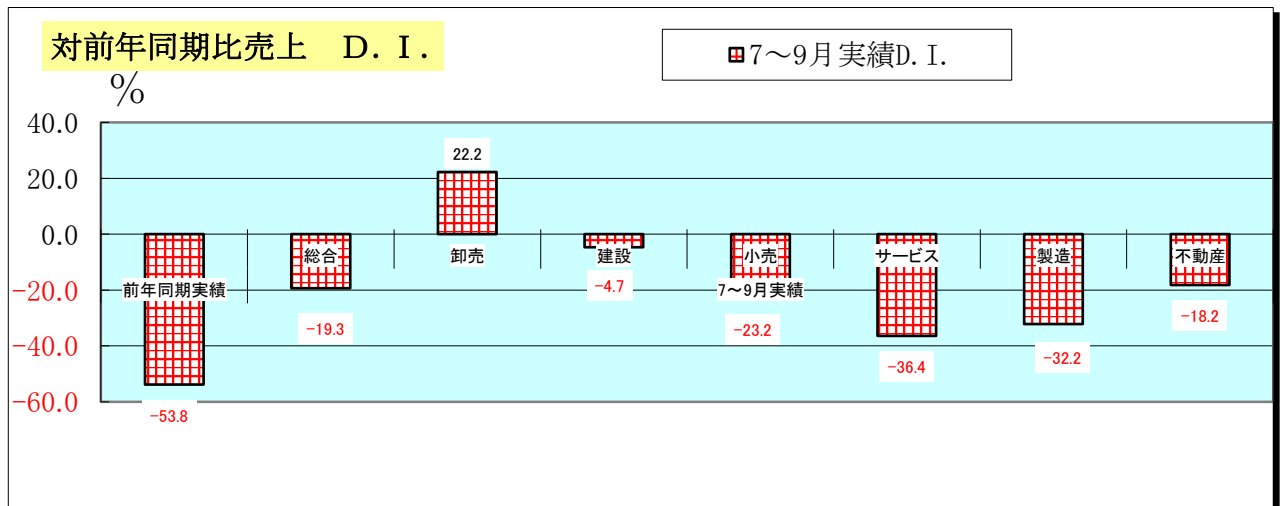 対前年同期比売上　D．I．
7～9月実績D.I.
%
40.0
20.0
0.0
-20.0
-40.0
-60.0
22.2
総合
卸売
建設
小売
サービス
製造
不動産
前年同期実績
7～9月実績
-4.7
-19.3
-23.2
-18.2
-36.4
-32.2
-53.8